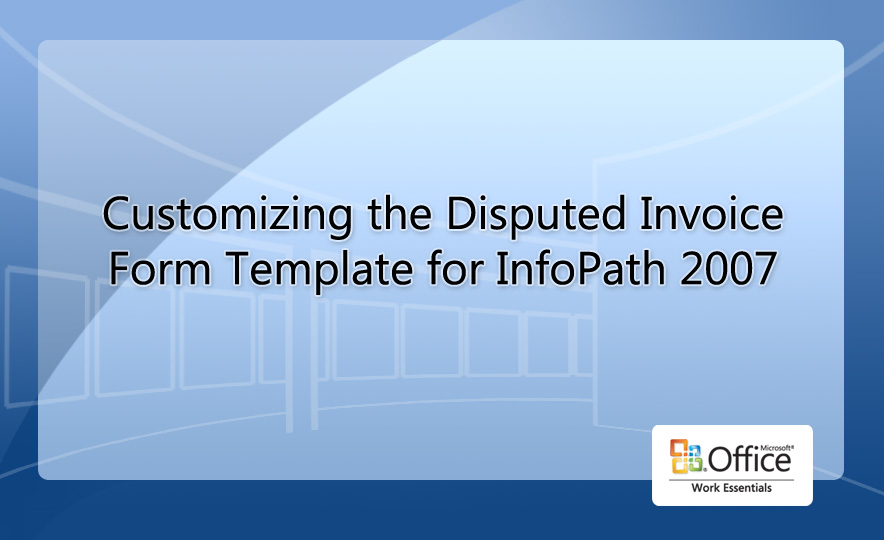 Customizing the Disputed Invoice
Form Template for InfoPath 2007
Microsoft®
Office
Work Essentials